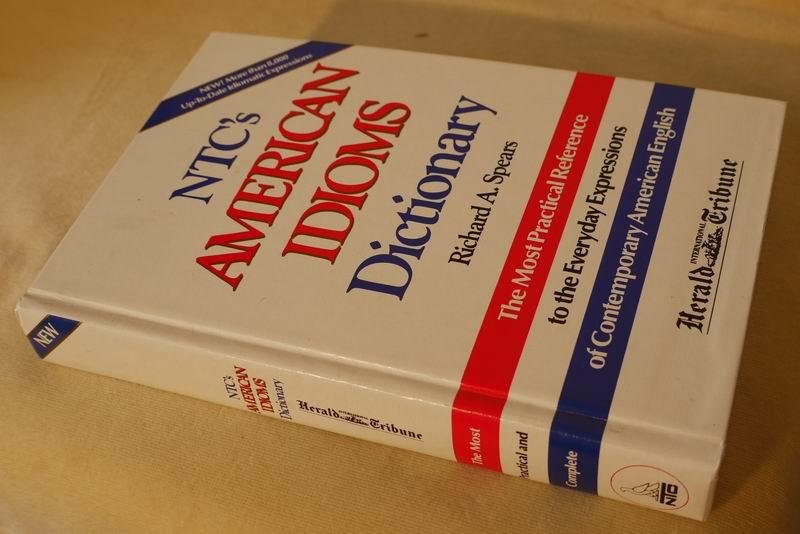 NEW! More than 8,000
Up-To-Date Idiomatic Expressions
NTC's
AMERICAN
IDIOMS
Dictionary
Richard A. Spears
The Most Practical Reference
to the Everyday Expressions
of Contemporary American English
INTERNATIONAL
Herald Tribune
NEW
NTC's
AMERICAN
IDIOMS
Dictionary
INTERNATIONAL
Herald Tribune
The Most
Practical and
Complete
NTC